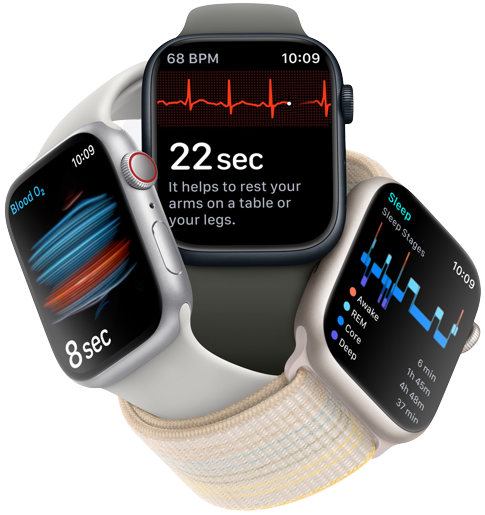 68 BPM 10:09
22 sec
It helps to rest your
arms on a table or
your legs.
Blood O₂ 10:09
8 sec
Sleep 10:09
Sleep Stages
Awake 6 min
REM 1h 45m
Core 4h 48m
Deep 37 min